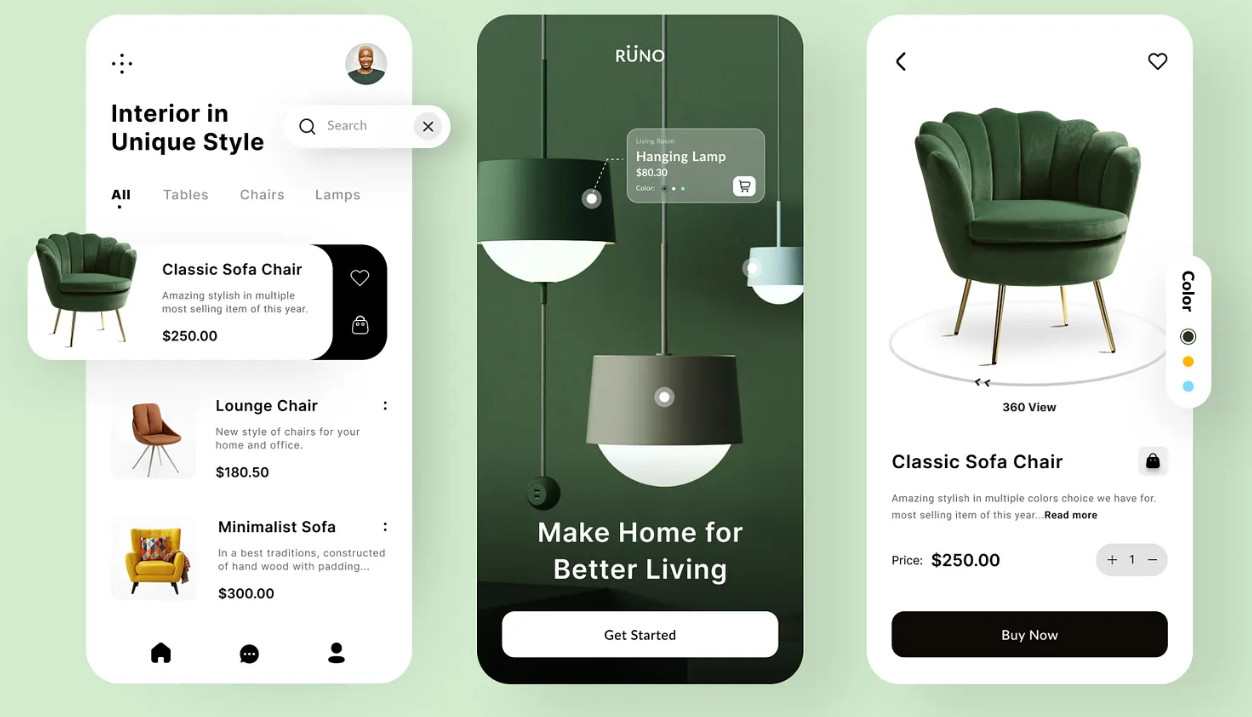 Interior in
Unique Style
Search
All Tables Chairs Lamps
Classic Sofa Chair
Amazing stylish in multiple
most selling item of this year.
$250.00
Lounge Chair
New style of chairs for your
home and office.
$180.50
Minimalist Sofa
In a best traditions, constructed
of hand wood with padding...
$300.00
RÜNO
Living Room
Hanging Lamp
$80.30
Color:
Make Home for
Better Living
Get Started
Color
360 View
Classic Sofa Chair
Amazing stylish in multiple colors choice we have for.
most selling item of this year...Read more
Price: $250.00
+ 1 −
Buy Now